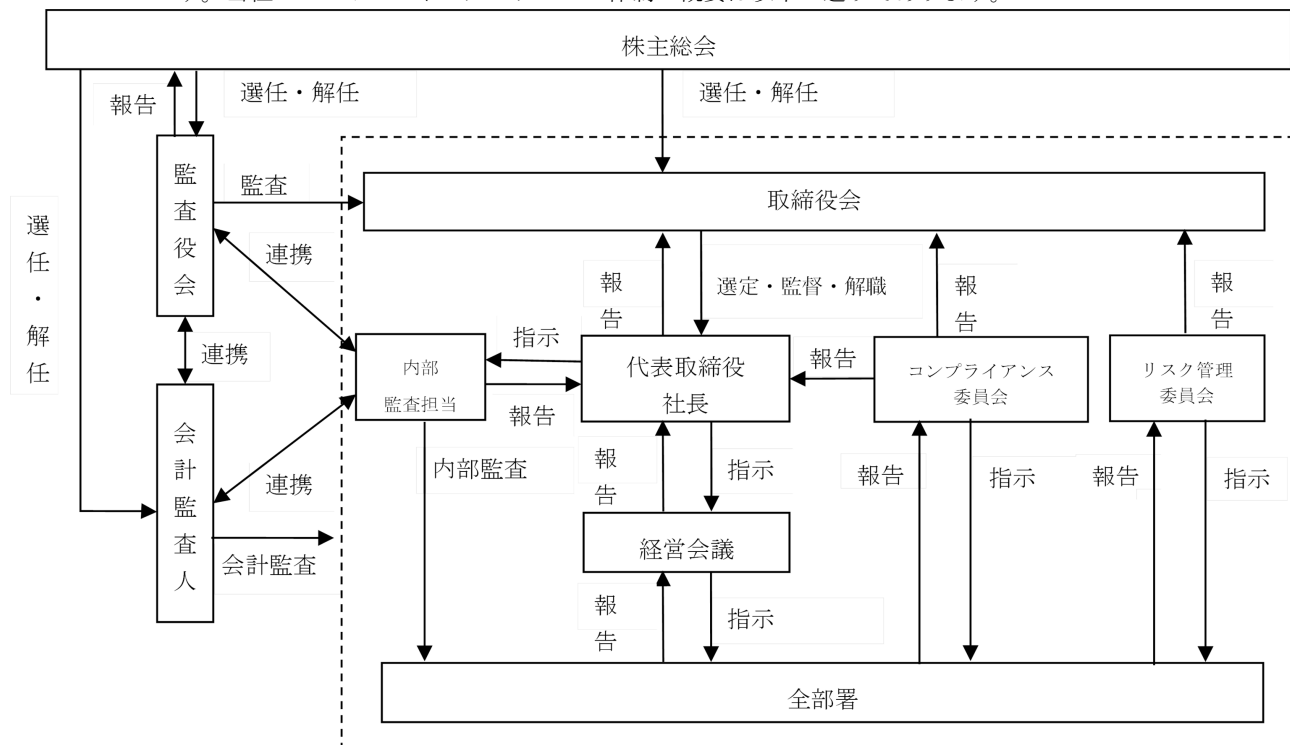 株主総会
報告
選任・解任
選任・解任
監査役会
監査
取締役会
選任・解任
連携
報告
選定・監督・解職
報告
報告
連携
指示
内部
監査担当
代表取締役
社長
報告
コンプライアンス
委員会
リスク管理
委員会
報告
会計監査人
連携
内部監査
報告
指示
報告
指示
報告
指示
会計監査
経営会議
報告
指示
全部署